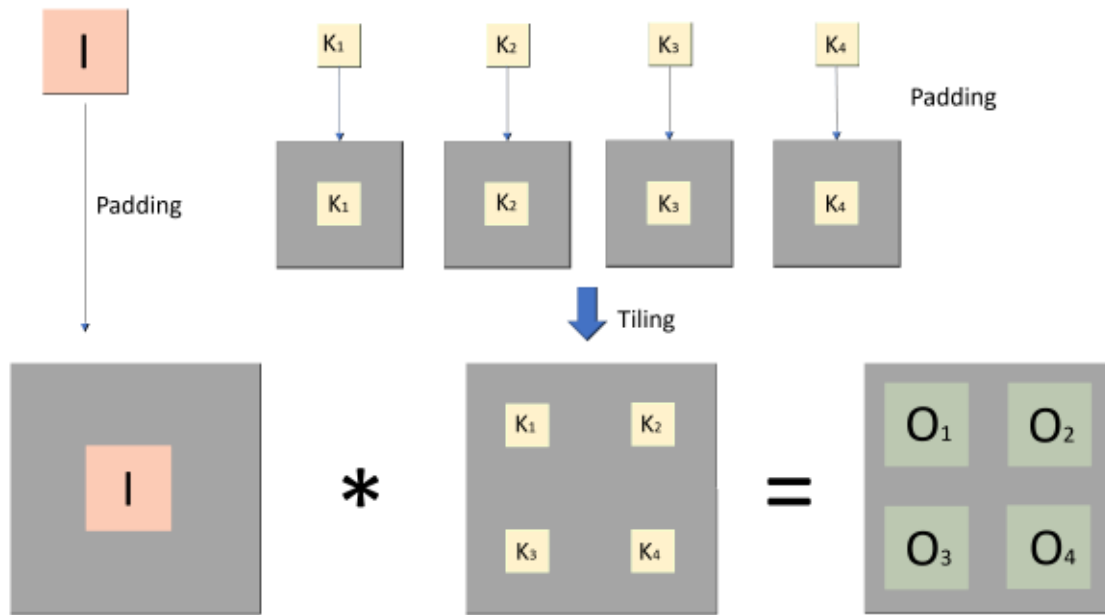 I
K₁ K₂ K₃ K₄
Padding
Padding
K₁ K₂ K₃ K₄
Tiling
K₁ K₂
I * =
K₃ K₄
O₁ O₂
O₃ O₄